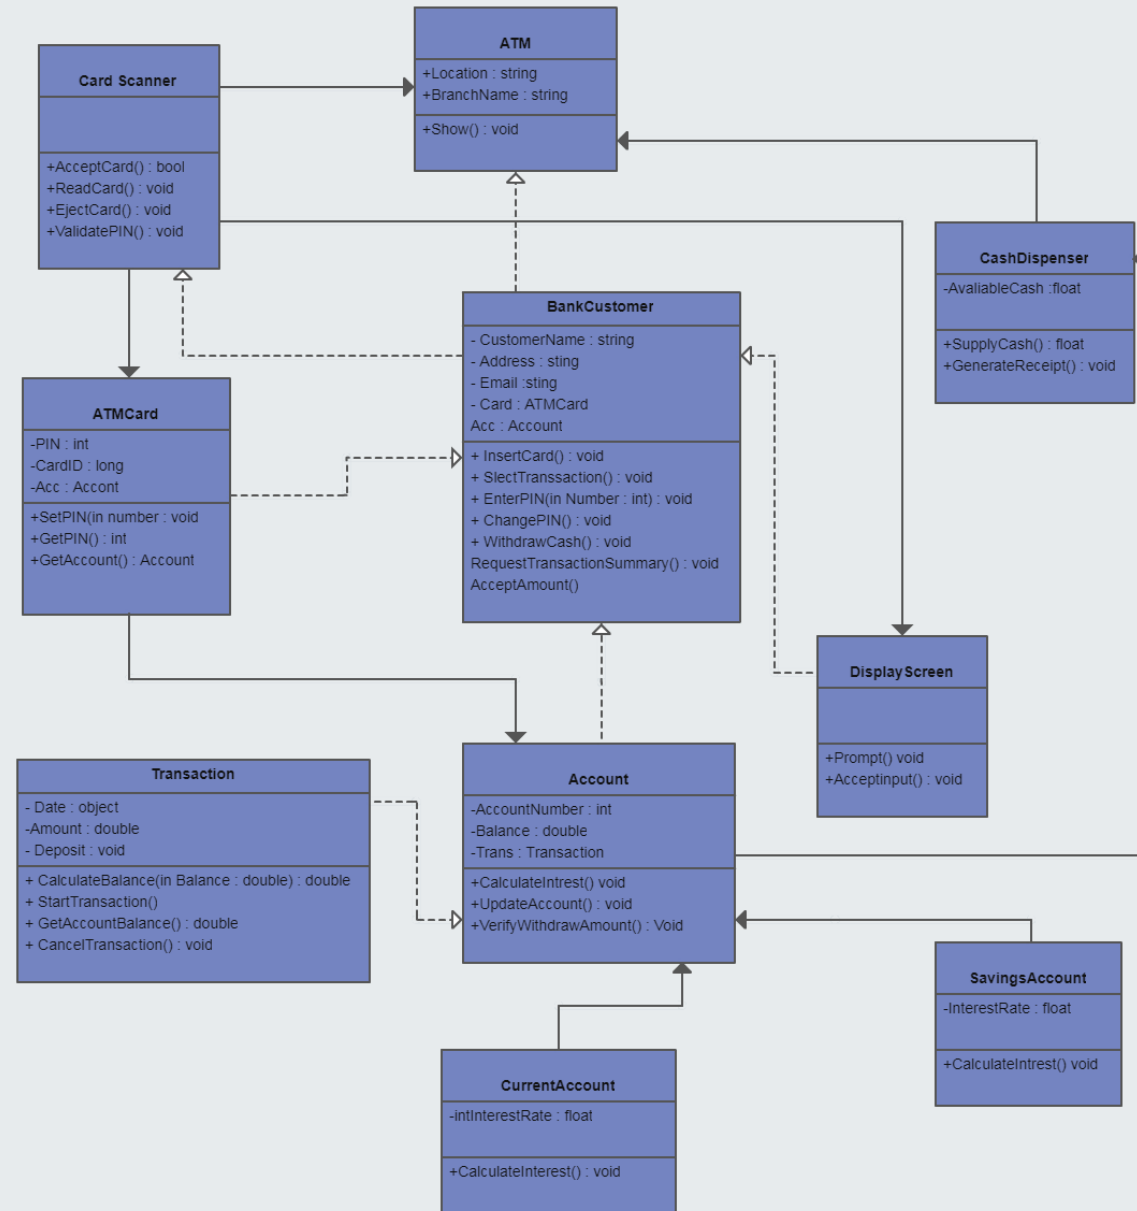 ATM
+Location : string
+BranchName : string
+Show() : void
Card Scanner
+AcceptCard() : bool
+ReadCard() : void
+EjectCard() : void
+ValidatePIN() : void
CashDispenser
-AvaliableCash :float
+SupplyCash() : float
+GenerateReceipt() : void
BankCustomer
- CustomerName : string
- Address : sting
- Email :sting
- Card : ATMCard
Acc : Account
+ InsertCard() : void
+ SlectTranssaction() : void
+ EnterPIN(in Number : int) : void
+ ChangePIN() : void
+ WithdrawCash() : void
RequestTransactionSummary() : void
AcceptAmount()
ATMCard
-PIN : int
-CardID : long
-Acc : Accont
+SetPIN(in number : void
+GetPIN() : int
+GetAccount() : Account
DisplayScreen
+Prompt() void
+Acceptinput() : void
Transaction
- Date : object
-Amount : double
- Deposit : void
+ CalculateBalance(in Balance : double) : double
+ StartTransaction()
+ GetAccountBalance() : double
+ CancelTransaction() : void
Account
-AccountNumber : int
-Balance : double
-Trans : Transaction
+CalculateIntrest() void
+UpdateAccount() : void
+VerifyWithdrawAmount() : Void
SavingsAccount
-InterestRate : float
+CalculateIntrest() void
CurrentAccount
-intInterestRate : float
+CalculateInterest() : void